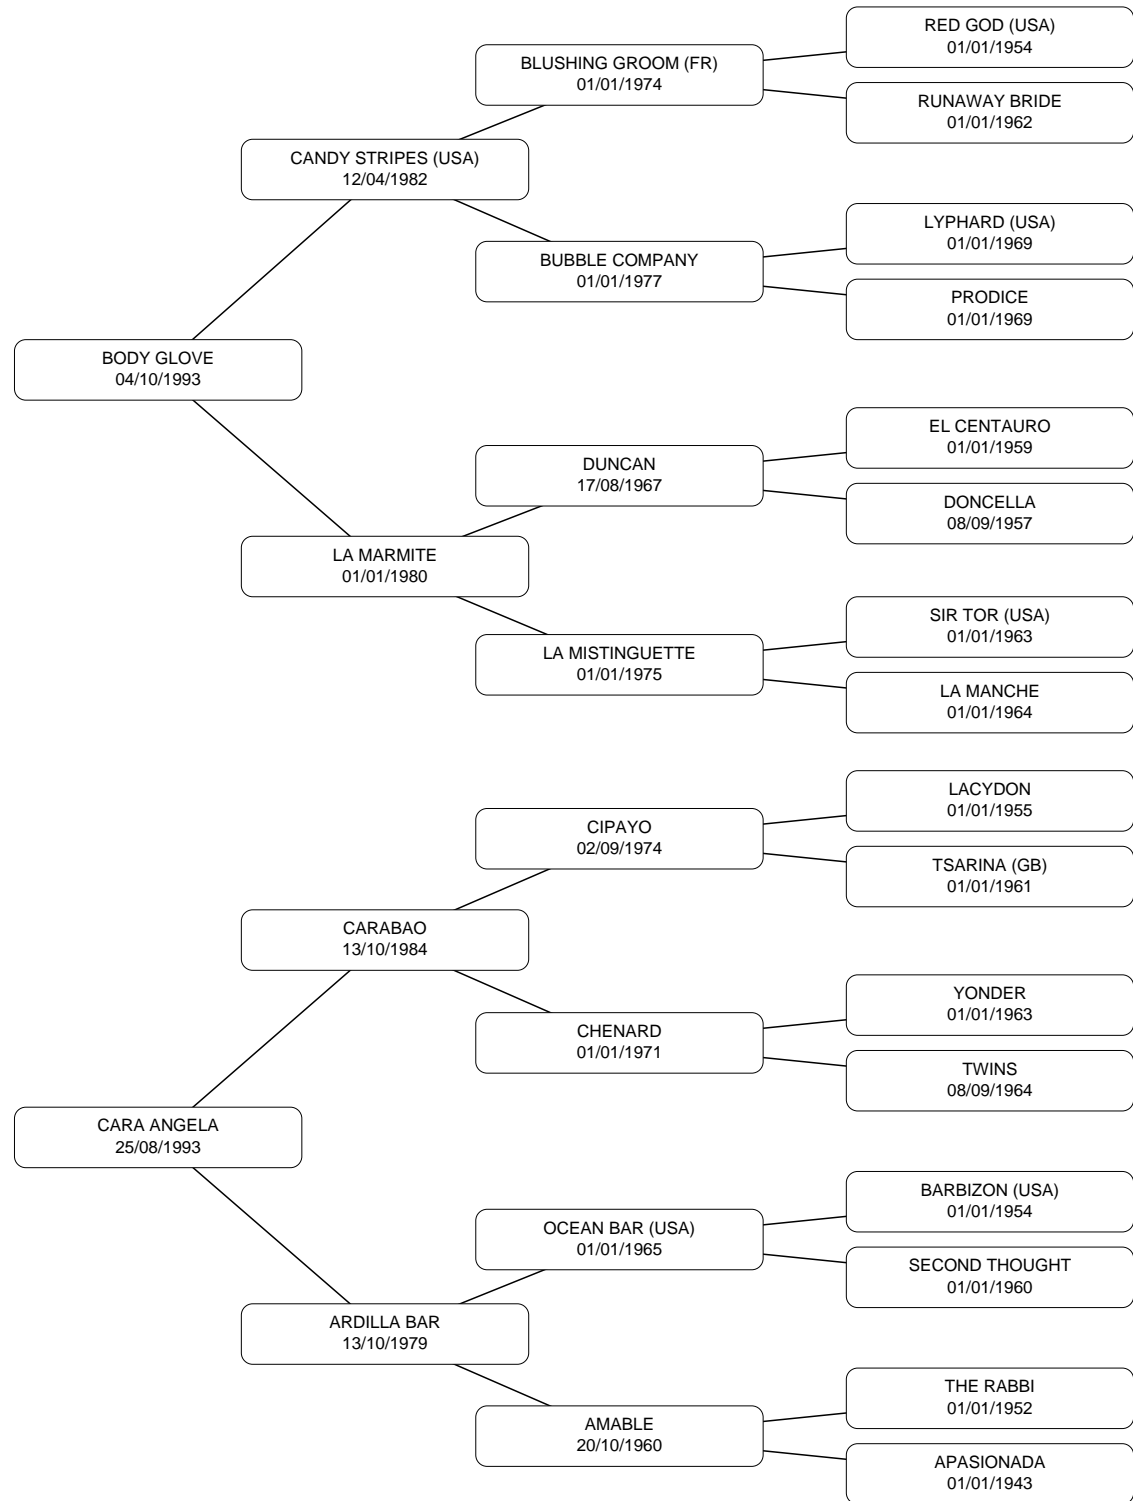 RED GOD (USA)
01/01/1954
BLUSHING GROOM (FR)
01/01/1974
RUNAWAY BRIDE
01/01/1962
CANDY STRIPES (USA)
12/04/1982
LYPHARD (USA)
01/01/1969
BUBBLE COMPANY
01/01/1977
PRODICE
01/01/1969
BODY GLOVE
04/10/1993
EL CENTAURO
01/01/1959
DUNCAN
17/08/1967
DONCELLA
08/09/1957
LA MARMITE
01/01/1980
SIR TOR (USA)
01/01/1963
LA MISTINGUETTE
01/01/1975
LA MANCHE
01/01/1964
LACYDON
01/01/1955
CIPAYO
02/09/1974
TSARINA (GB)
01/01/1961
CARABAO
13/10/1984
YONDER
01/01/1963
CHENARD
01/01/1971
TWINS
08/09/1964
CARA ANGELA
25/08/1993
BARBIZON (USA)
01/01/1954
OCEAN BAR (USA)
01/01/1965
SECOND THOUGHT
01/01/1960
ARDILLA BAR
13/10/1979
THE RABBI
01/01/1952
AMABLE
20/10/1960
APASIONADA
01/01/1943